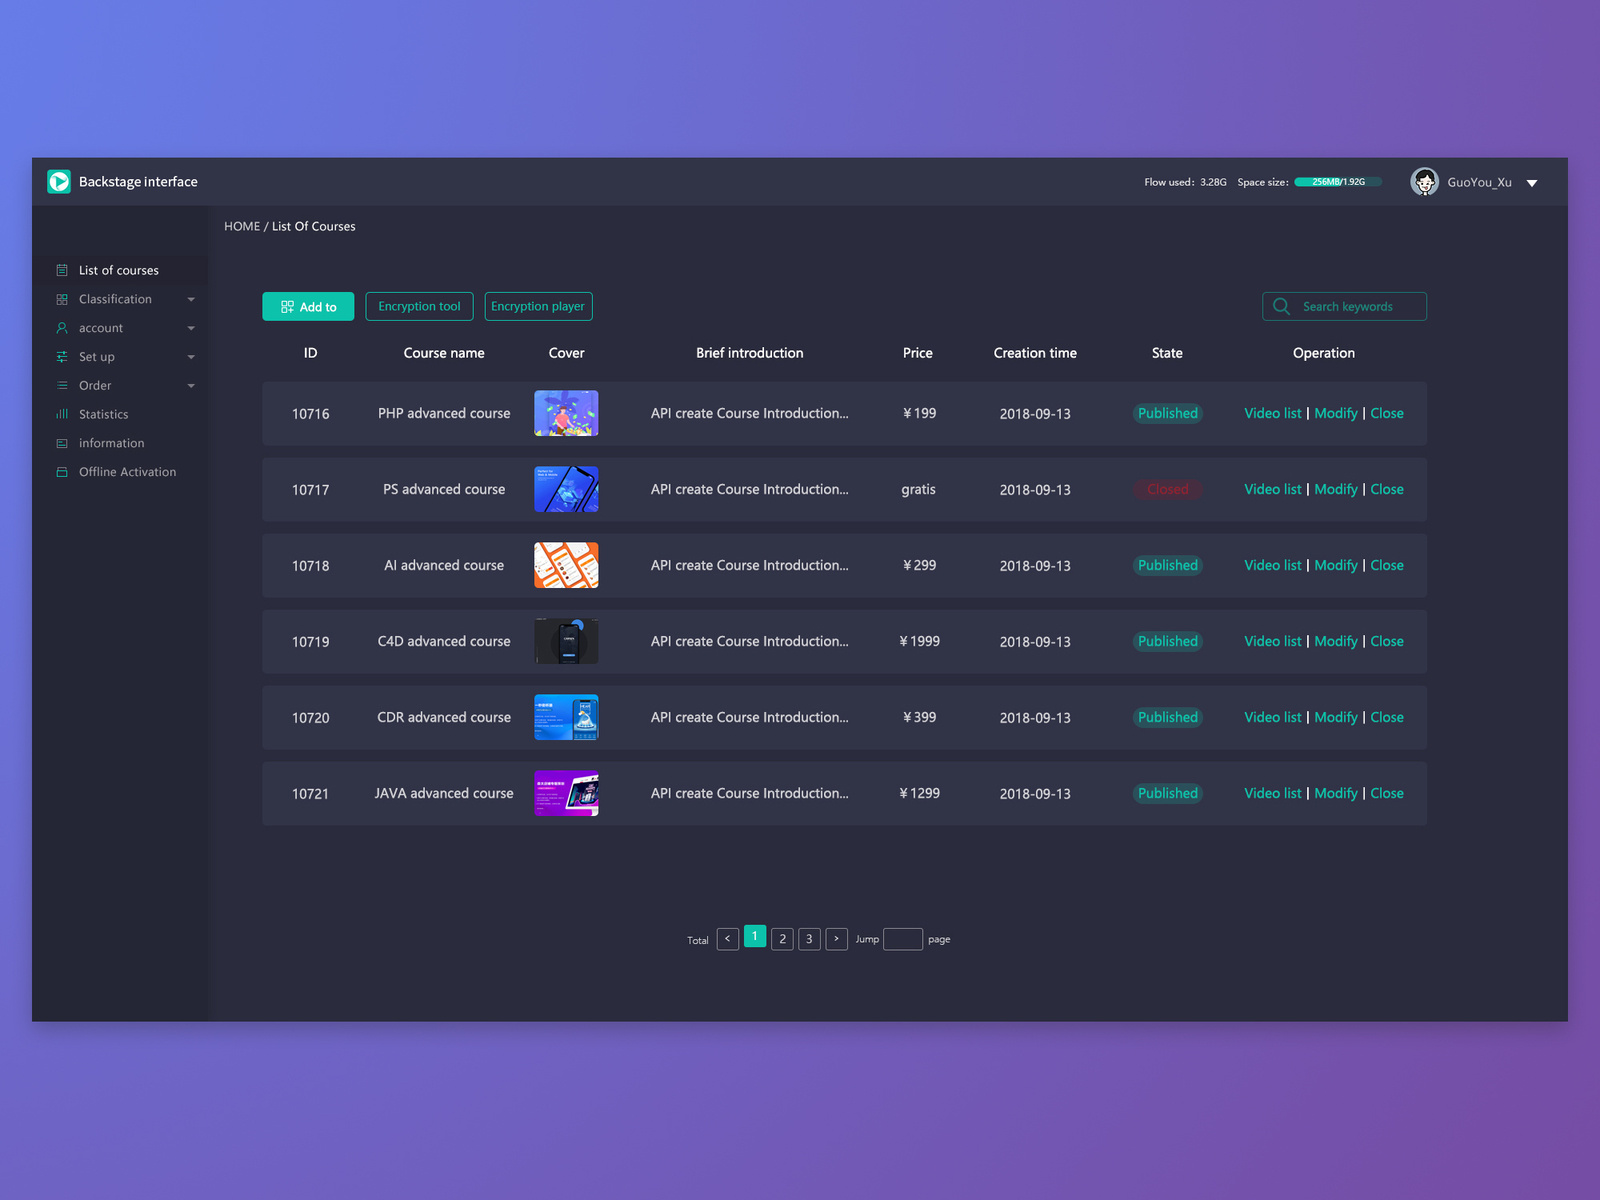 Backstage interface
Flow used: 3.28G Space size: 256MB/1.92G GuoYou_Xu
HOME / List Of Courses
List of courses
Classification
account
Set up
Order
Statistics
information
Offline Activation
Add to Encryption tool Encryption player Search keywords
ID Course name Cover Brief introduction Price Creation time State Operation
10716 PHP advanced course API create Course Introduction... ¥199 2018-09-13 Published Video list | Modify | Close
10717 PS advanced course API create Course Introduction... gratis 2018-09-13 Closed Video list | Modify | Close
10718 AI advanced course API create Course Introduction... ¥299 2018-09-13 Published Video list | Modify | Close
10719 C4D advanced course API create Course Introduction... ¥1999 2018-09-13 Published Video list | Modify | Close
10720 CDR advanced course API create Course Introduction... ¥399 2018-09-13 Published Video list | Modify | Close
10721 JAVA advanced course API create Course Introduction... ¥1299 2018-09-13 Published Video list | Modify | Close
Total < 1 2 3 > Jump page